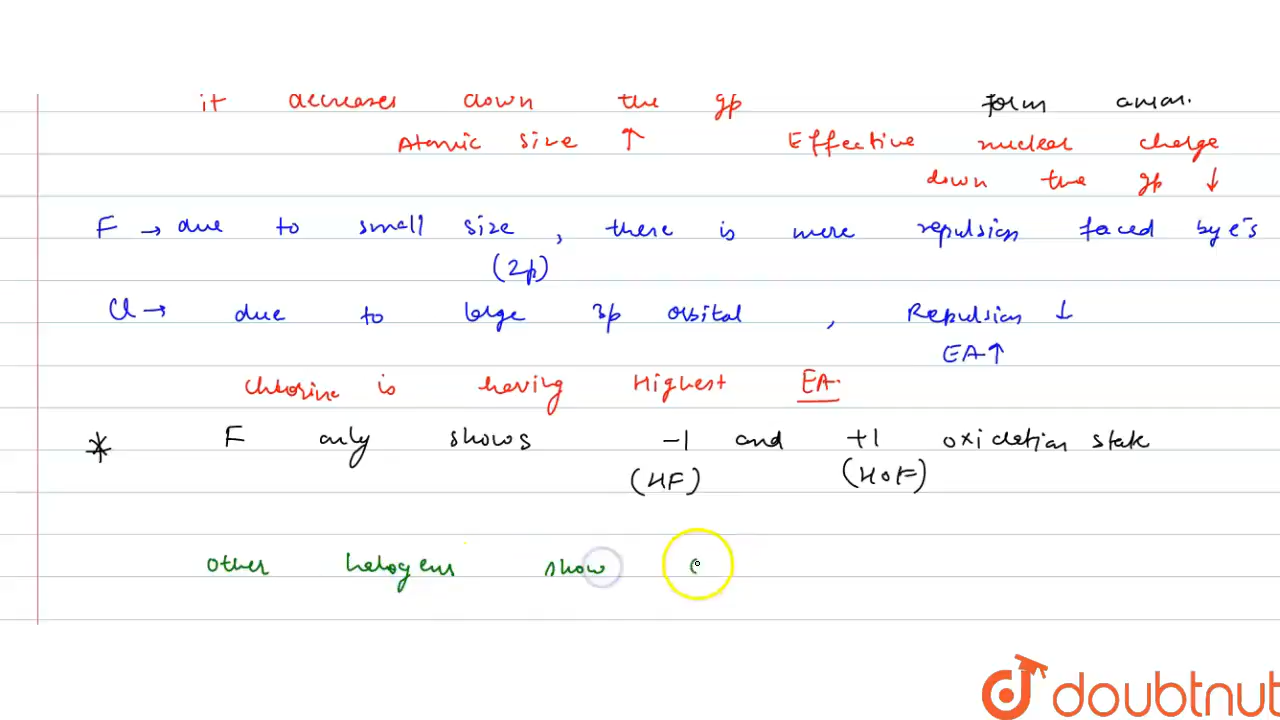 it decreases down the gp form anion.
Atomic size ↑ Effective nuclear charge
down the gp ↓
F → due to small size, there is more repulsion faced by e⁻s
(2p)
Cl → due to large 3p orbital, Repulsion ↓
EA ↑
Chlorine is having Highest EA.
* F only shows -1 and +1 oxidation state
(HF) (HOF)
other halogens show
doubtnut